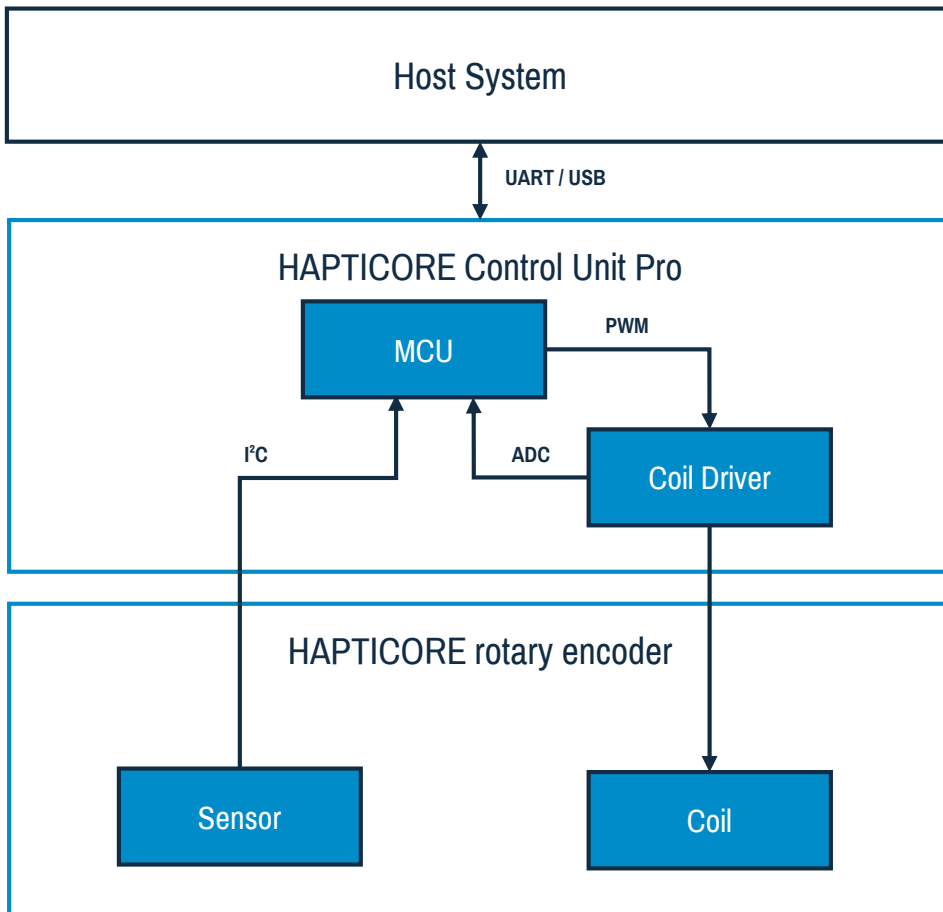 Host System
UART / USB
HAPTICORE Control Unit Pro
MCU
PWM
I²C
ADC
Coil Driver
HAPTICORE rotary encoder
Sensor
Coil